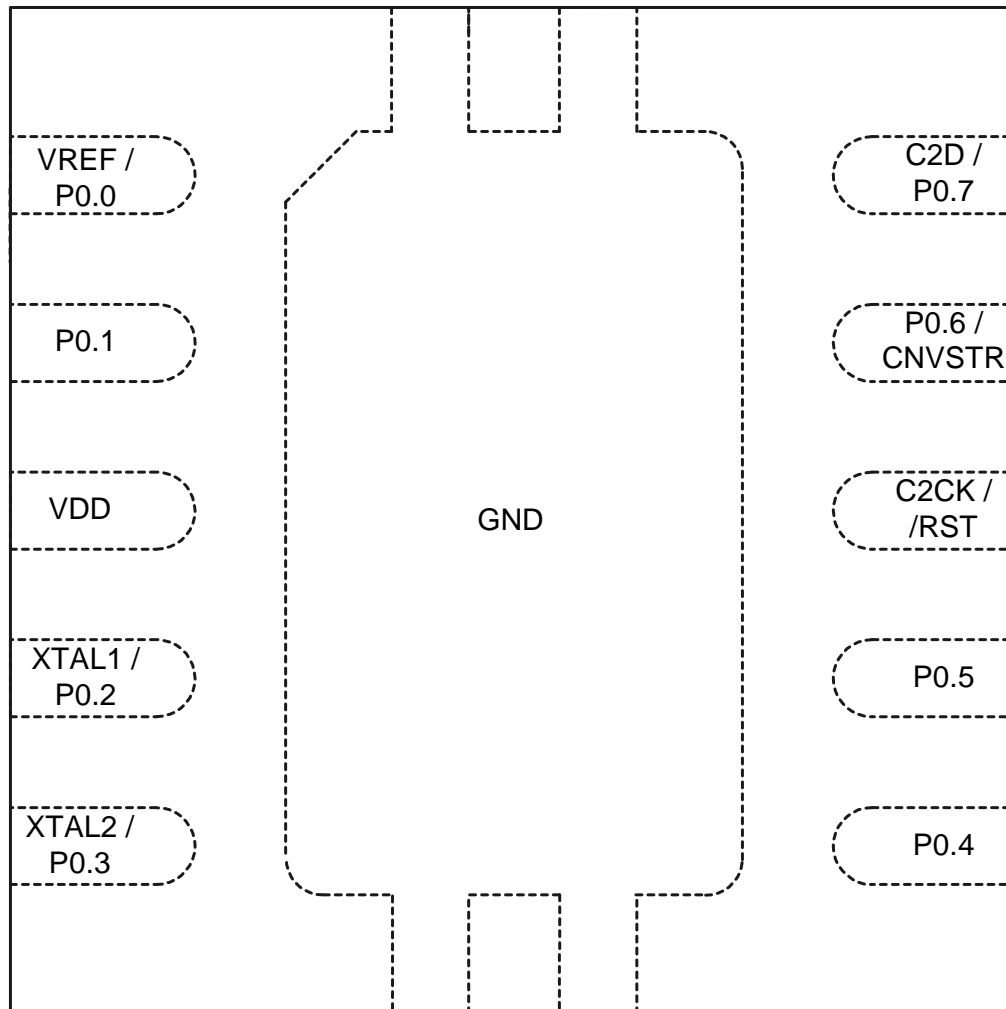 VREF /
P0.0
P0.1
VDD
XTAL1 /
P0.2
XTAL2 /
P0.3
GND
C2D /
P0.7
P0.6 /
CNVSTR
C2CK /
/RST
P0.5
P0.4